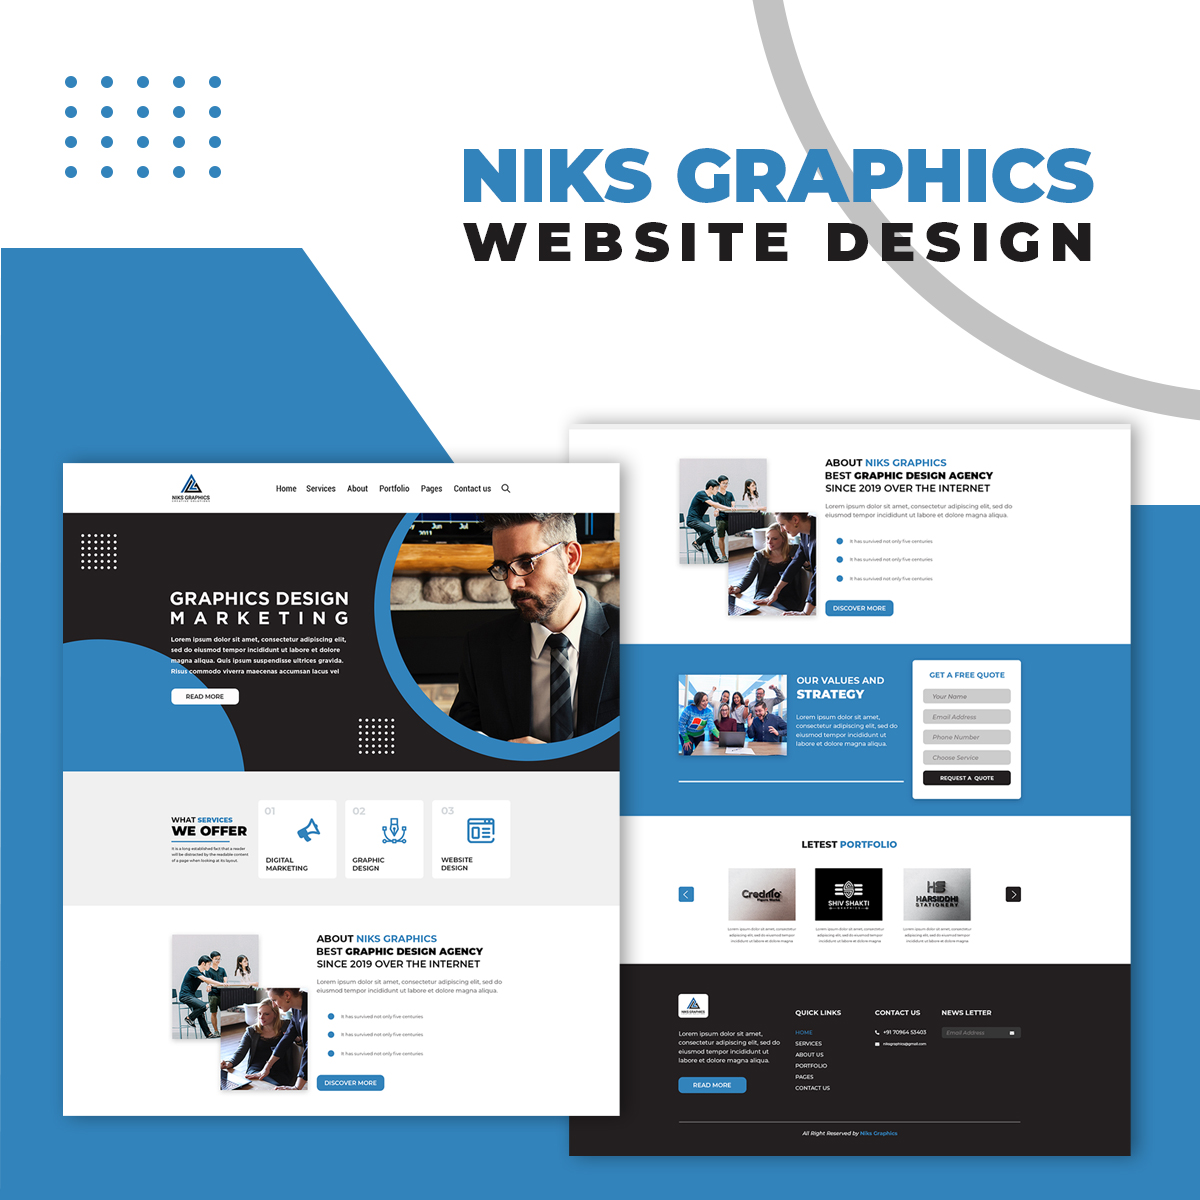 NIKS GRAPHICS
WEBSITE DESIGN
NIKS GRAPHICS
Home Services About Portfolio Pages Contact us
Jun Jul
GRAPHICS DESIGN
MARKETING
Lorem ipsum dolor sit amet, consectetur adipiscing elit,
sed do eiusmod tempor incididunt ut labore et dolore
magna aliqua. Quis ipsum suspendisse ultrices gravida.
Risus commodo viverra maecenas accumsan lacus vel
READ MORE
WHAT SERVICES
WE OFFER
It is a long established fact that a reader
will be distracted by the readable content
of a page when looking at its layout.
01
DIGITAL
MARKETING
02
GRAPHIC
DESIGN
03
WEBSITE
DESIGN
ABOUT NIKS GRAPHICS
BEST GRAPHIC DESIGN AGENCY
SINCE 2019 OVER THE INTERNET
Lorem ipsum dolor sit amet, consectetur adipiscing elit, sed do
eiusmod tempor incididunt ut labore et dolore magna aliqua.
It has survived not only five centuries
It has survived not only five centuries
It has survived not only five centuries
DISCOVER MORE
ABOUT NIKS GRAPHICS
BEST GRAPHIC DESIGN AGENCY
SINCE 2019 OVER THE INTERNET
Lorem ipsum dolor sit amet, consectetur adipiscing elit, sed do
eiusmod tempor incididunt ut labore et dolore magna aliqua.
It has survived not only five centuries
It has survived not only five centuries
It has survived not only five centuries
DISCOVER MORE
OUR VALUES AND
STRATEGY
Lorem ipsum dolor sit amet,
consectetur adipiscing elit, sed do
eiusmod tempor incididunt ut
labore et dolore magna aliqua.
GET A FREE QUOTE
Your Name
Email Address
Phone Number
Choose Service
REQUEST A QUOTE
LETEST PORTFOLIO
SHIV SHAKTI
GRAPHICS
HS
HARSIDDHI
STATIONERY
Lorem ipsum dolor sit amet, consectetur
adipiscing elit, sed do eiusmod tempor
incididunt ut labore et dolore magna
Lorem ipsum dolor sit amet, consectetur
adipiscing elit, sed do eiusmod tempor
incididunt ut labore et dolore magna
Lorem ipsum dolor sit amet, consectetur
adipiscing elit, sed do eiusmod tempor
incididunt ut labore et dolore magna
NIKS GRAPHICS
Lorem ipsum dolor sit amet,
consectetur adipiscing elit, sed do
eiusmod tempor incididunt ut
labore et dolore magna aliqua.
READ MORE
QUICK LINKS
HOME
SERVICES
ABOUT US
PORTFOLIO
PAGES
CONTACT US
CONTACT US
+91 70964 53403
niksgraphics@gmail.com
NEWS LETTER
Email Address
All Right Reserved by Niks Graphics